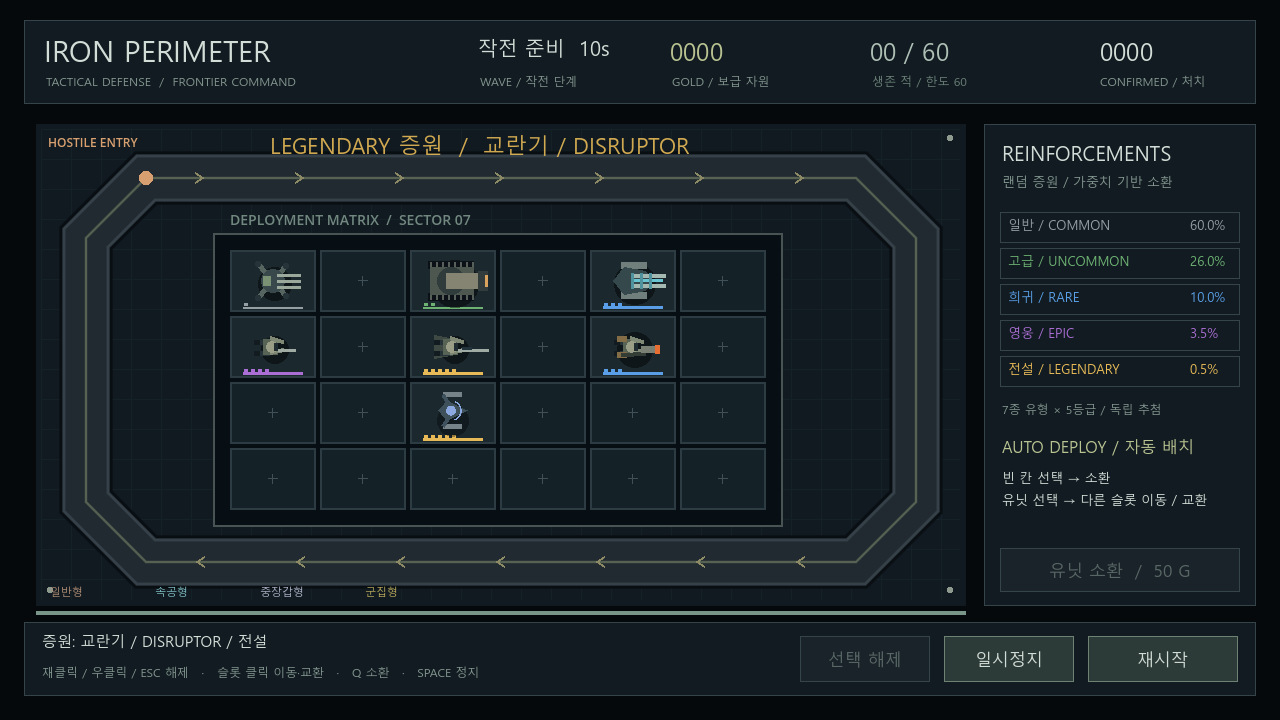 IRON PERIMETER
TACTICAL DEFENSE / FRONTIER COMMAND
작전 준비 10s
WAVE / 작전 단계
0000
GOLD / 보급 자원
00 / 60
생존 적 / 한도 60
0000
CONFIRMED / 처치
HOSTILE ENTRY
LEGENDARY 증원 / 교란기 / DISRUPTOR
DEPLOYMENT MATRIX / SECTOR 07
일반형
속공형
중장갑형
군집형
REINFORCEMENTS
랜덤 증원 / 가중치 기반 소환
일반 / COMMON 60.0%
고급 / UNCOMMON 26.0%
희귀 / RARE 10.0%
영웅 / EPIC 3.5%
전설 / LEGENDARY 0.5%
7종 유형 × 5등급 / 독립 추첨
AUTO DEPLOY / 자동 배치
빈 칸 선택 → 소환
유닛 선택 → 다른 슬롯 이동 / 교환
유닛 소환 / 50 G
증원: 교란기 / DISRUPTOR / 전설
재클릭 / 우클릭 / ESC 해제 · 슬롯 클릭 이동·교환 · Q 소환 · SPACE 정지
선택 해제
일시정지
재시작